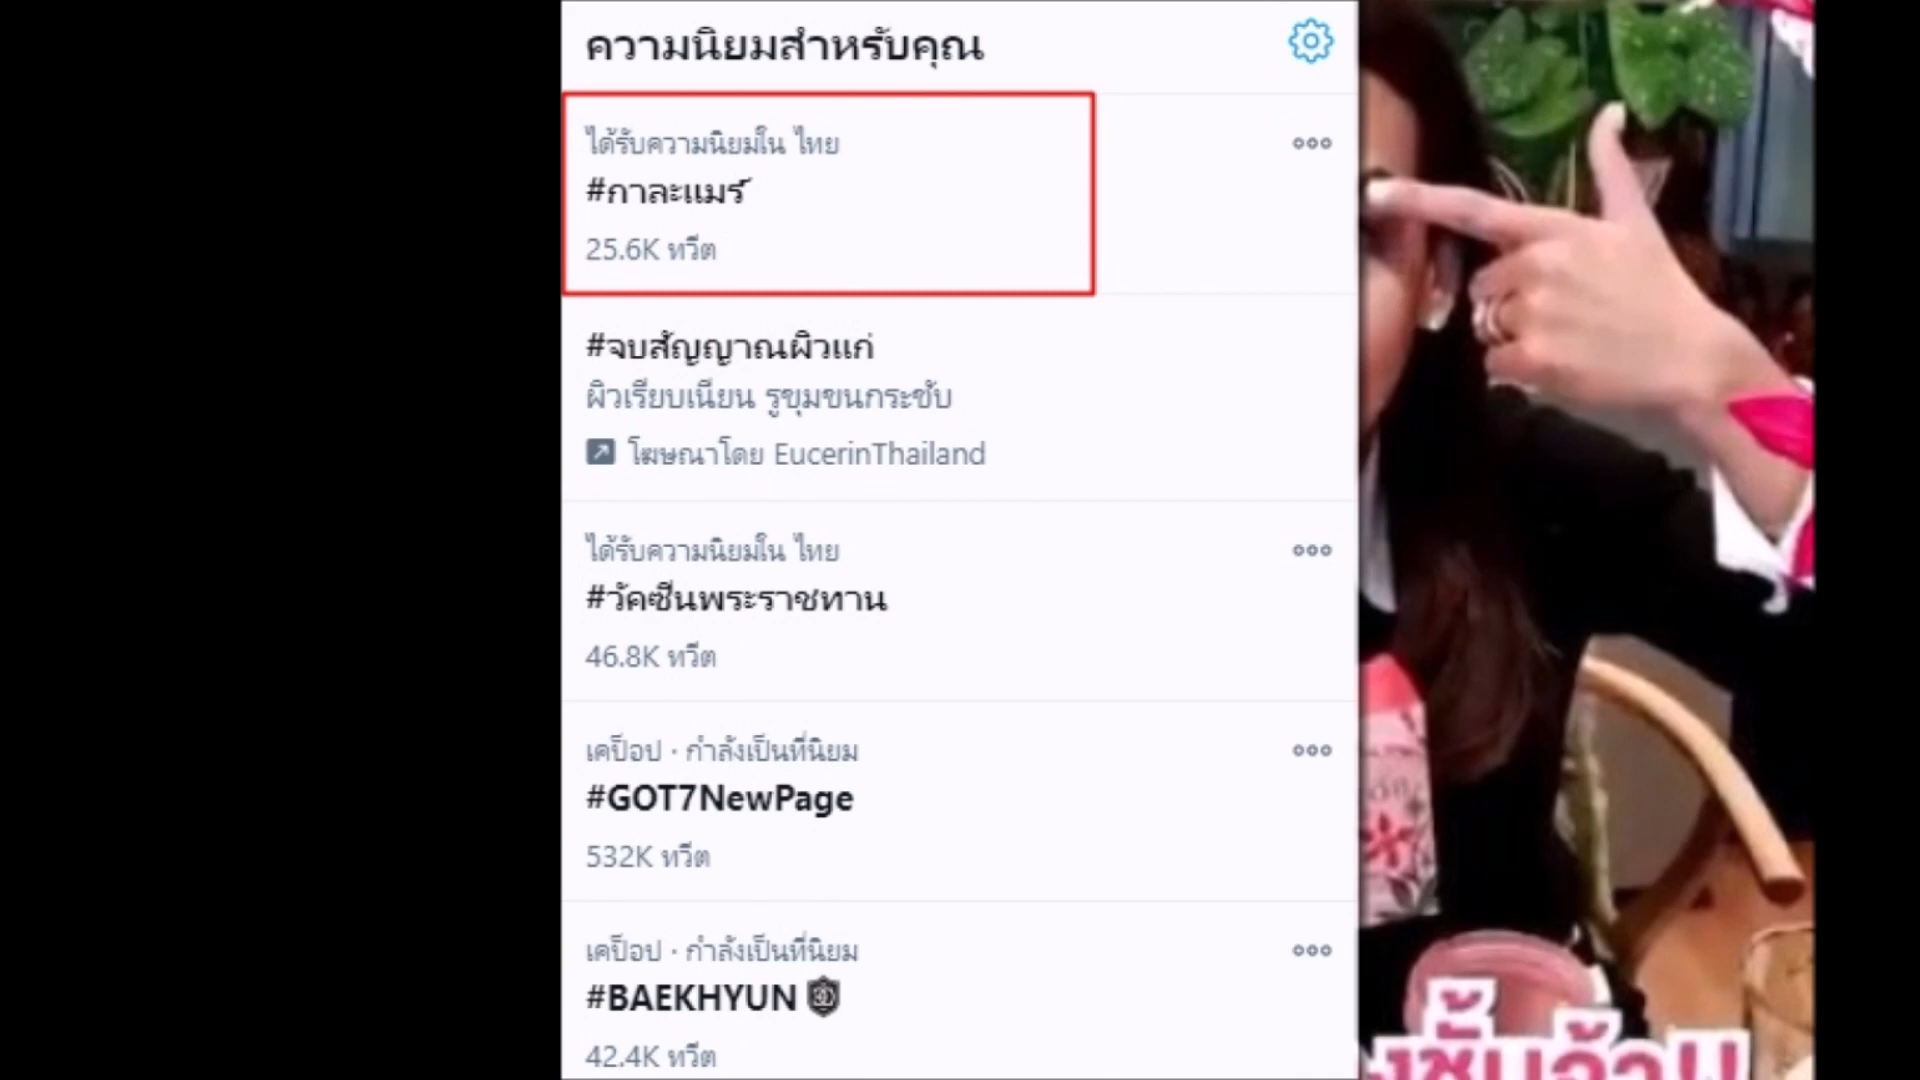 ความนิยมสำหรับคุณ
ได้รับความนิยมใน ไทย
#กาละแมร์
25.6K ทวีต
#จบสัญญาณผิวแก่
ผิวเรียบเนียน รูขุมขนกระชับ
โฆษณาโดย EucerinThailand
ได้รับความนิยมใน ไทย
#วัคซีนพระราชทาน
46.8K ทวีต
เคป็อป · กำลังเป็นที่นิยม
#GOT7NewPage
532K ทวีต
เคป็อป · กำลังเป็นที่นิยม
#BAEKHYUN
42.4K ทวีต